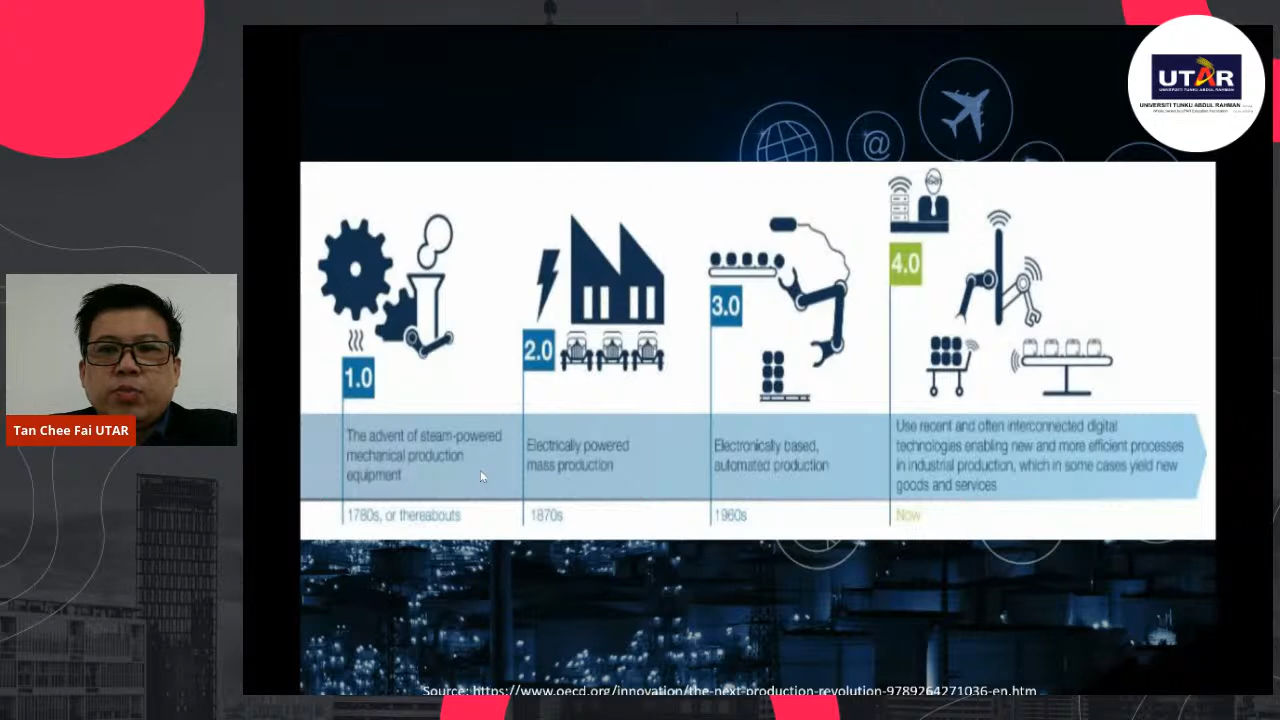 UTAR
UNIVERSITI TUNKU ABDUL RAHMAN
UNIVERSITI TUNKU ABDUL RAHMAN
@
1.0
2.0
3.0
4.0
The advent of steam-powered
mechanical production
equipment
1780s, or thereabouts
Electrically powered
mass production
1870s
Electronically based,
automated production
1960s
Use recent and often interconnected digital
technologies enabling new and more efficient processes
in industrial production, which in some cases yield new
goods and services
Now
Tan Chee Fai UTAR
Source: https://www.oecd.org/innovation/the-next-production-revolution-9789264271036-en.htm